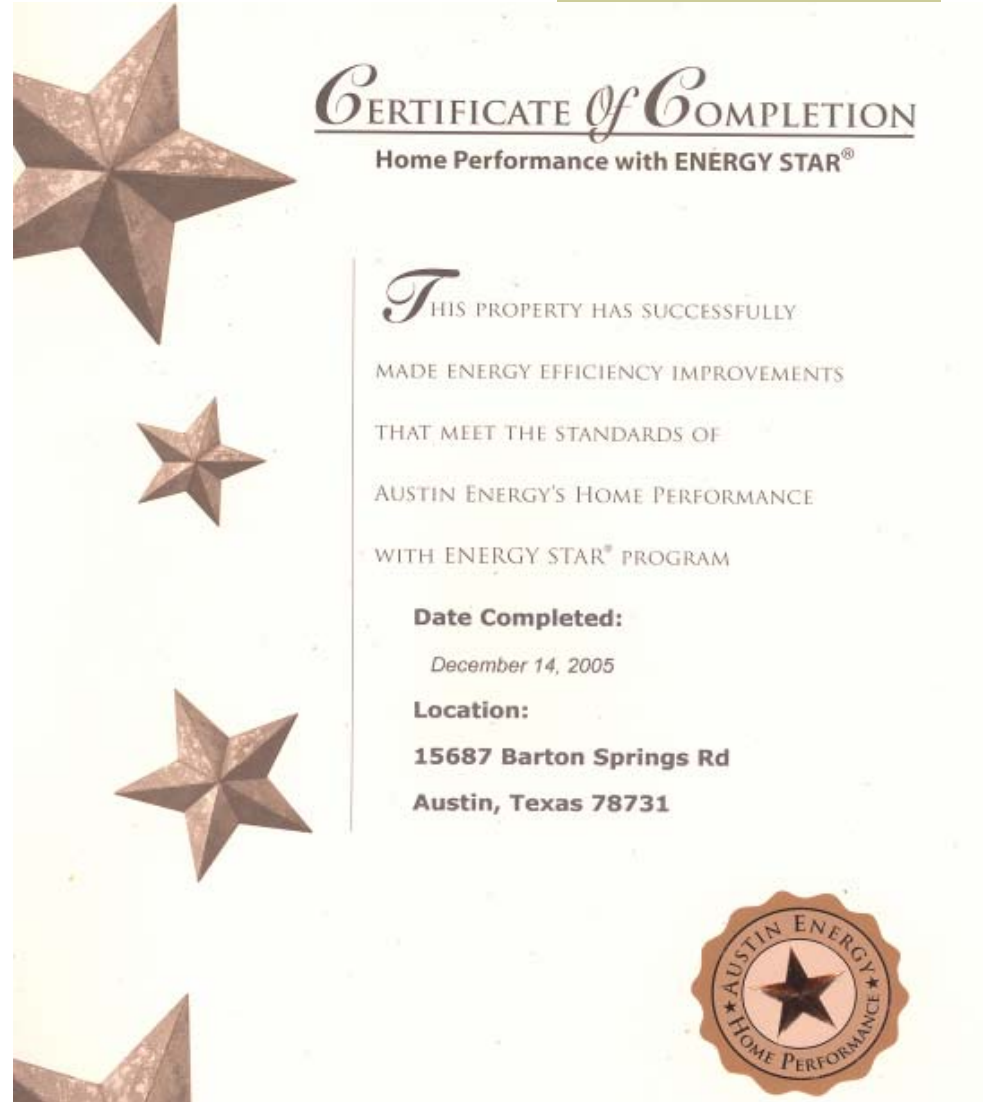 Certificate Of Completion
Home Performance with ENERGY STAR®
This property has successfully
made energy efficiency improvements
that meet the standards of
Austin Energy's Home Performance
with ENERGY STAR® program
Date Completed:
December 14, 2005
Location:
15687 Barton Springs Rd
Austin, Texas 78731
Austin Energy
Home Performance